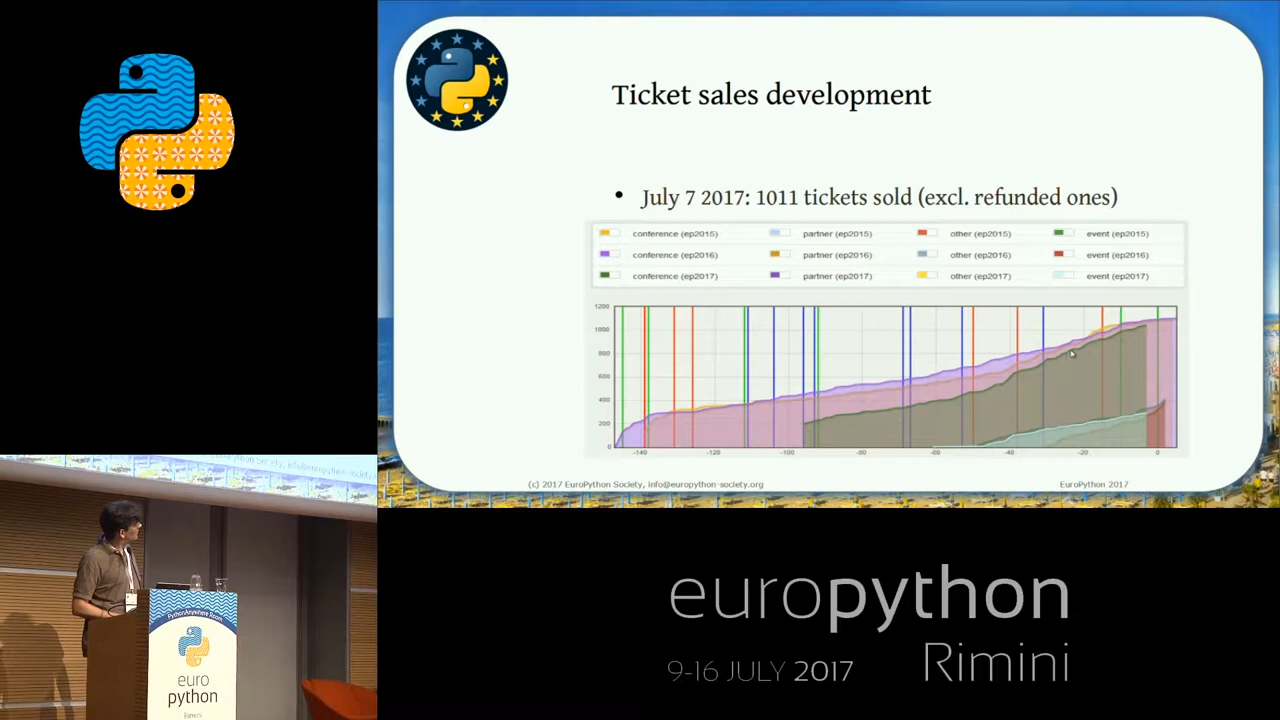 Ticket sales development
• July 7 2017: 1011 tickets sold (excl. refunded ones)
conference (ep2015) partner (ep2015) other (ep2015) event (ep2015)
conference (ep2016) partner (ep2016) other (ep2016) event (ep2016)
conference (ep2017) partner (ep2017) other (ep2017) event (ep2017)
1200
1000
800
600
400
200
0
-140 -120 -100 -80 -60 -40 -20 0
(c) 2017 EuroPython Society, info@europython-society.org EuroPython 2017
PythonAnywhere Room
euro
python
Rimini
europython
9-16 JULY 2017 Rimini